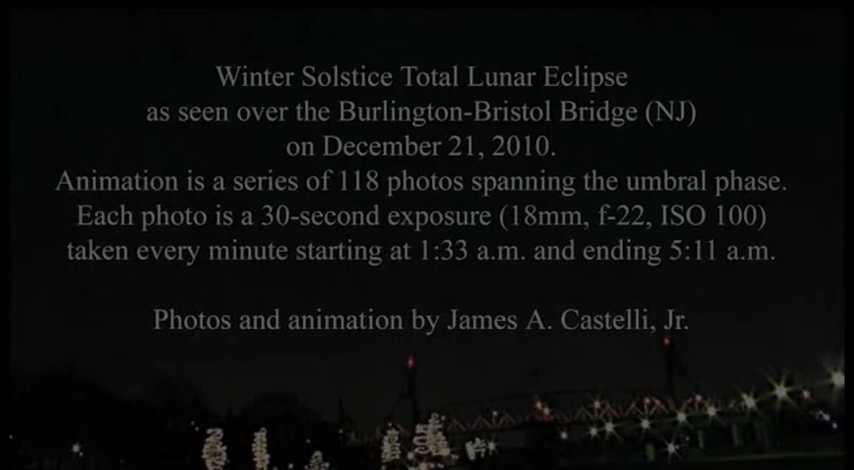 Winter Solstice Total Lunar Eclipse
as seen over the Burlington-Bristol Bridge (NJ)
on December 21, 2010.
Animation is a series of 118 photos spanning the umbral phase.
Each photo is a 30-second exposure (18mm, f-22, ISO 100)
taken every minute starting at 1:33 a.m. and ending 5:11 a.m.
Photos and animation by James A. Castelli, Jr.